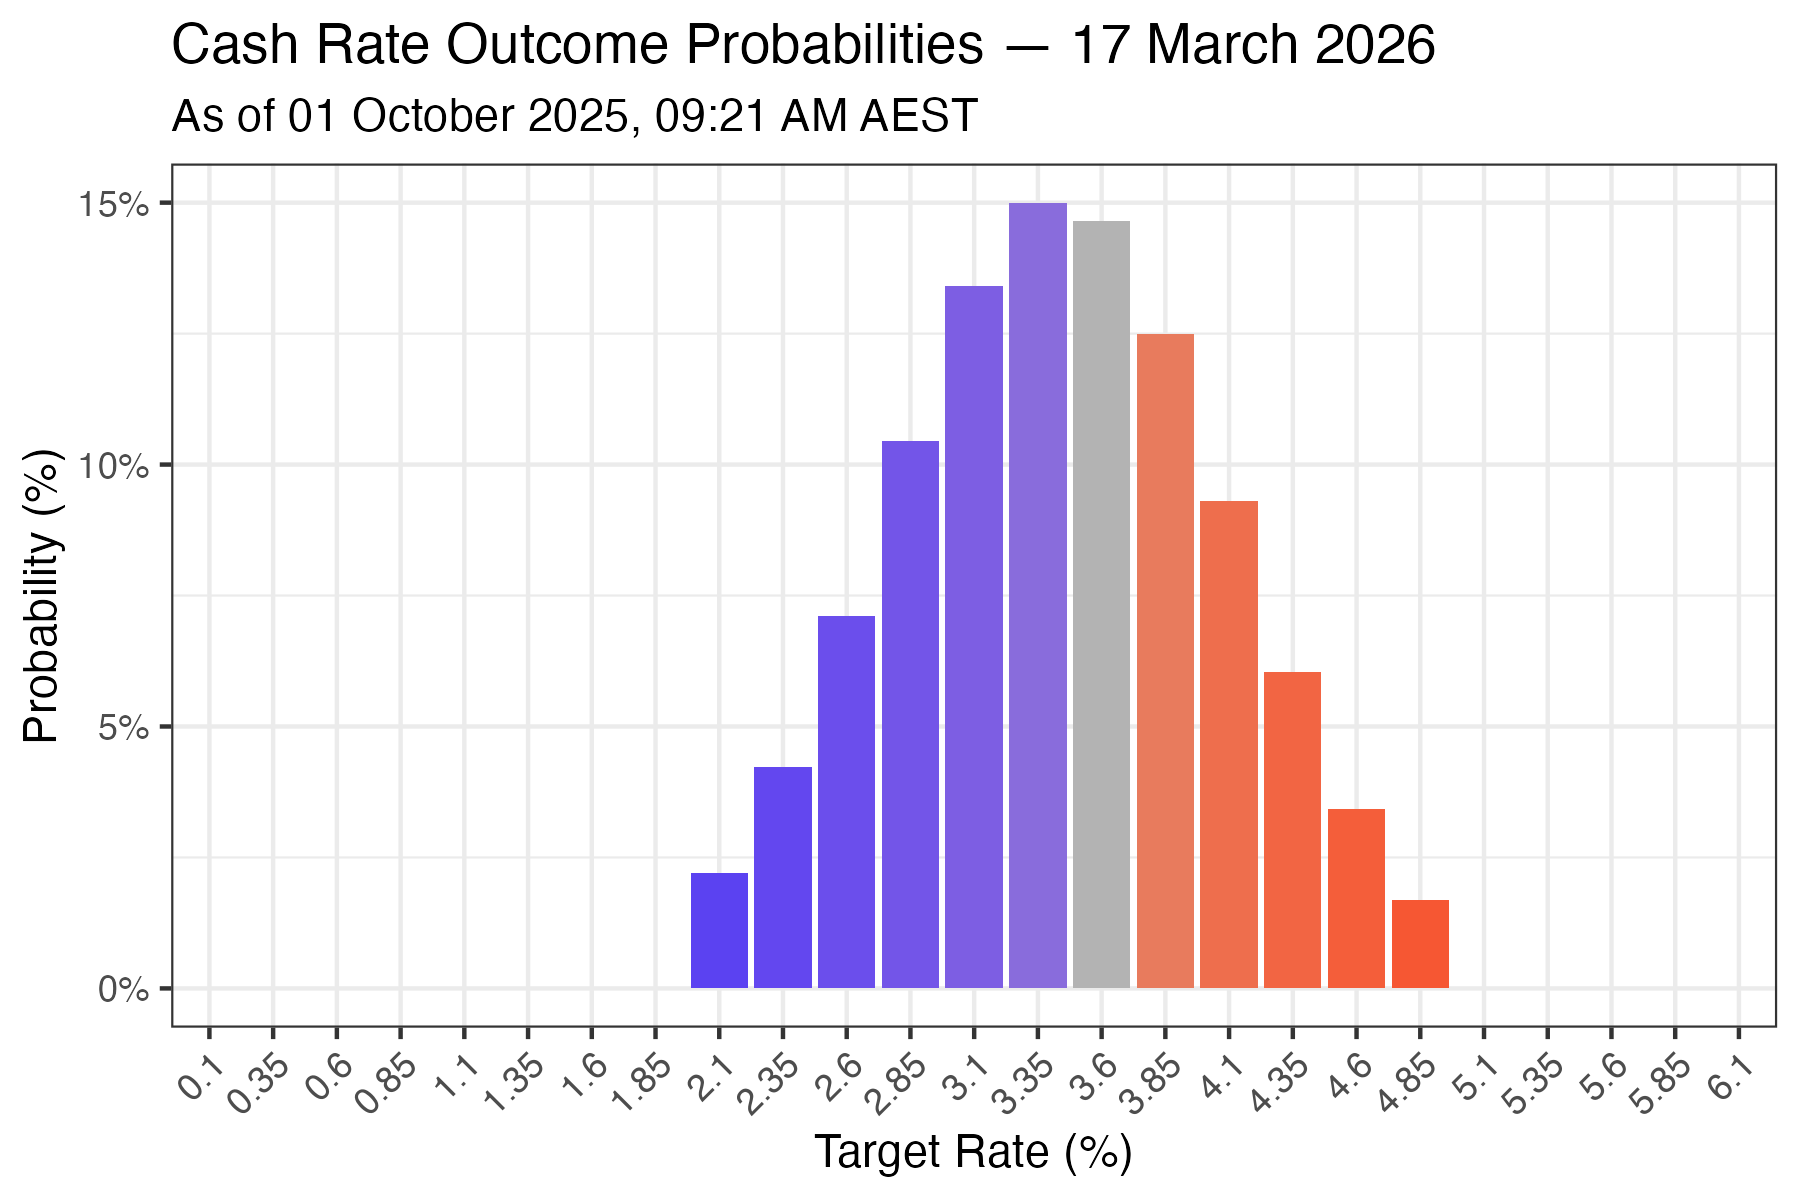 Cash Rate Outcome Probabilities — 17 March 2026
As of 01 October 2025, 09:21 AM AEST
Probability (%)
15%
10%
5%
0%
0.1 0.35 0.6 0.85 1.1 1.35 1.6 1.85 2.1 2.35 2.6 2.85 3.1 3.35 3.6 3.85 4.1 4.35 4.6 4.85 5.1 5.35 5.6 5.85 6.1
Target Rate (%)